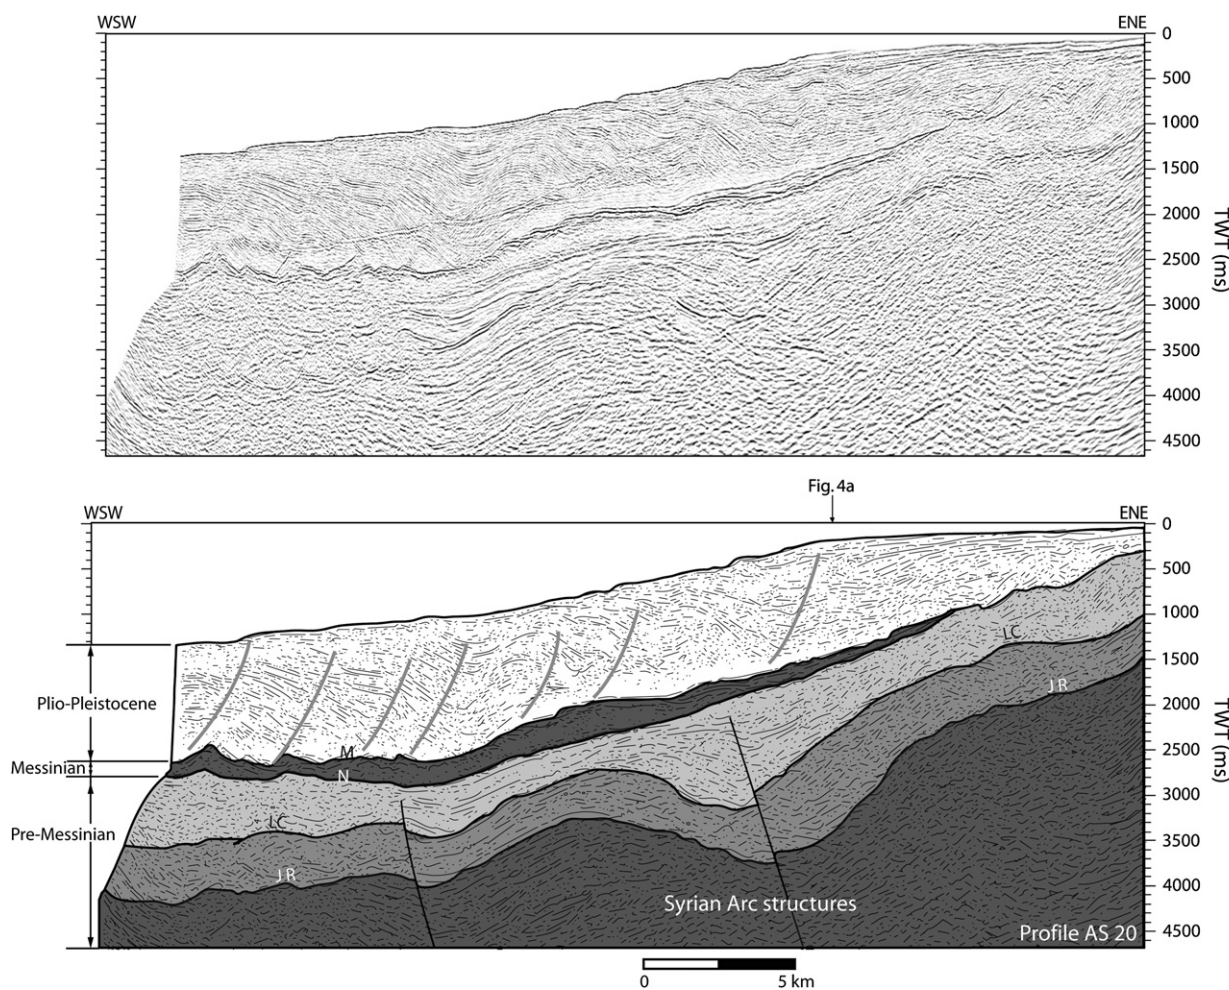 WSW
ENE
0
500
1000
1500
2000
2500
3000
3500
4000
4500
TWT (ms)
Fig. 4a
WSW
ENE
0
500
1000
1500
2000
2500
3000
3500
4000
4500
TWT (ms)
Plio-Pleistocene
Messinian
Pre-Messinian
M
N
LC
LC
J R
J R
Syrian Arc structures
Profile AS 20
0
5 km